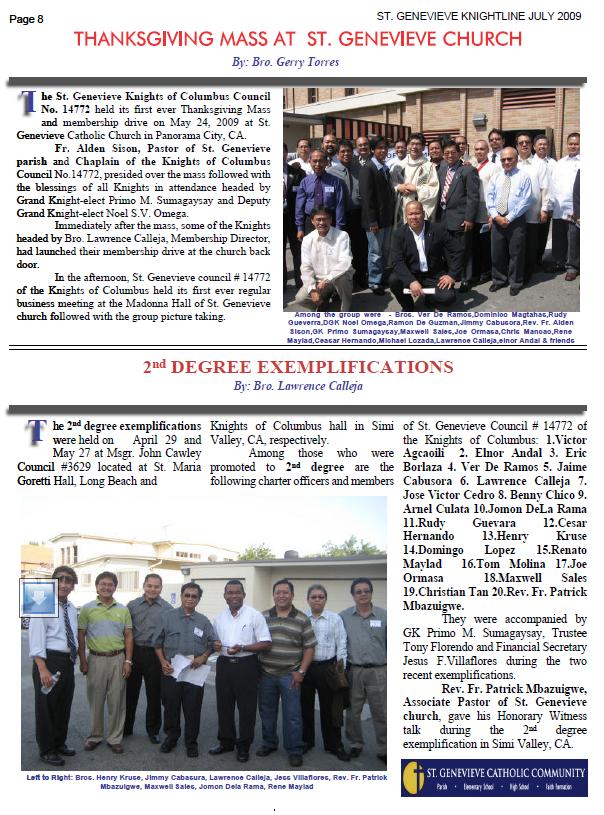 Page 8
ST. GENEVIEVE KNIGHTLINE JULY 2009
THANKSGIVING MASS AT ST. GENEVIEVE CHURCH
By: Bro. Gerry Torres
The St. Genevieve Knights of Columbus Council
No. 14772 held its first ever Thanksgiving Mass
and membership drive on May 24, 2009 at St.
Genevieve Catholic Church in Panorama City, CA.
Fr. Alden Sison, Pastor of St. Genevieve
parish and Chaplain of the Knights of Columbus
Council No.14772, presided over the mass followed with
the blessings of all Knights in attendance headed by
Grand Knight-elect Primo M. Sumagaysay and Deputy
Grand Knight-elect Noel S.V. Omega.
Immediately after the mass, some of the Knights
headed by Bro. Lawrence Calleja, Membership Director,
had launched their membership drive at the church back
door.
In the afternoon, St. Genevieve council # 14772
of the Knights of Columbus held its first ever regular
business meeting at the Madonna Hall of St. Genevieve
church followed with the group picture taking.
Among the group were - Bros. Ver De Ramos,Dominloo Magtahas,Rudy
Gueverra,DGK Noel Omega,Ramon De Guzman,Jimmy Cabusora,Rev. Fr. Alden
Sison,GK Primo Sumagaysay,Maxwell Sales,Joe Ormasa,Chris Manoao,Rene
Maylad,Ceasar Hernando,Michael Lozada,Lawrence Calleja,elnor Andal & friends
2nd DEGREE EXEMPLIFICATIONS
By: Bro. Lawrence Calleja
The 2nd degree exemplifications
were held on April 29 and
May 27 at Msgr. John Cawley
Council #3629 located at St. Maria
Goretti Hall, Long Beach and
Knights of Columbus hall in Simi
Valley, CA, respectively.
Among those who were
promoted to 2nd degree are the
following charter officers and members
of St. Genevieve Council # 14772 of
the Knights of Columbus: 1.Victor
Agcaoili 2. Elnor Andal 3. Eric
Borlaza 4. Ver De Ramos 5. Jaime
Cabusora 6. Lawrence Calleja 7.
Jose Victor Cedro 8. Benny Chico 9.
Arnel Culata 10.Jomon DeLa Rama
11.Rudy Guevara 12.Cesar
Hernando 13.Henry Kruse
14.Domingo Lopez 15.Renato
Maylad 16.Tom Molina 17.Joe
Ormasa 18.Maxwell Sales
19.Christian Tan 20.Rev. Fr. Patrick
Mbazuigwe.
They were accompanied by
GK Primo M. Sumagaysay, Trustee
Tony Florendo and Financial Secretary
Jesus F.Villaflores during the two
recent exemplifications.
Rev. Fr. Patrick Mbazuigwe,
Associate Pastor of St. Genevieve
church, gave his Honorary Witness
talk during the 2nd degree
exemplification in Simi Valley, CA.
Left to Right: Bros. Henry Kruse, Jimmy Cabasura, Lawrence Calleja, Jess Villaflores, Rev. Fr. Patrick
Mbazuigwe, Maxwell Sales, Jomon Dela Rama, Rene Maylad
ST. GENEVIEVE CATHOLIC COMMUNITY
Parish • Elementary School • High School • Faith Formation